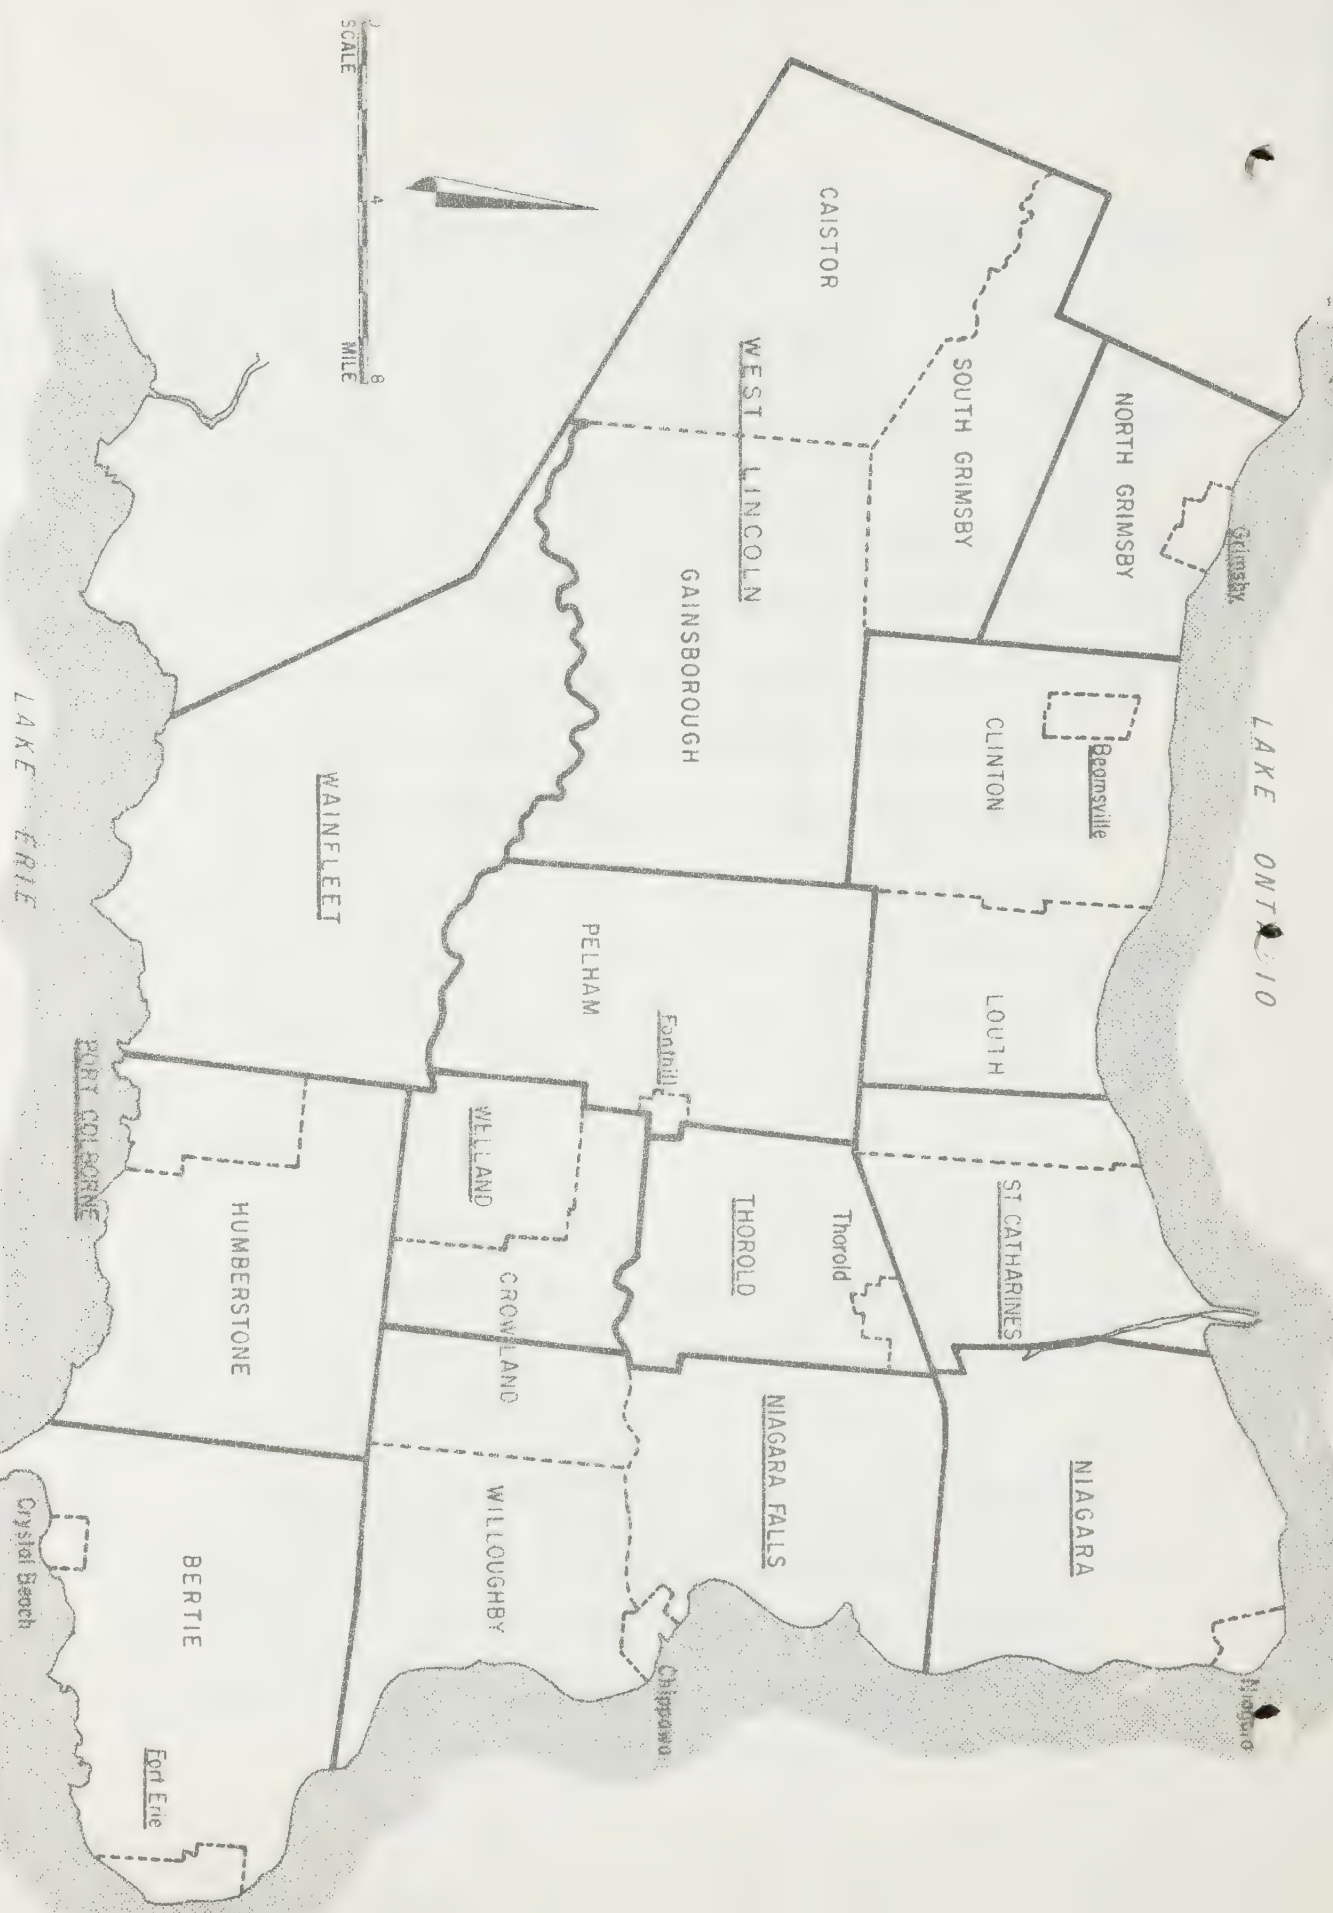 LAKE ONTARIO
Grimsby
NORTH GRIMSBY
SOUTH GRIMSBY
CAISTOR
WEST LINCOLN
GAINSBOROUGH
Beamsville
CLINTON
LOUTH
ST CATHARINES
NIAGARA
Niagara
PELHAM
Fonthill
THOROLD
Thorold
NIAGARA FALLS
Chippawa
WAINFLEET
WELLAND
CROWLAND
WILLOUGHBY
PORT COLBORNE
HUMBERSTONE
BERTIE
Fort Erie
Crystal Beach
LAKE ERIE
0 4 8
SCALE MILE